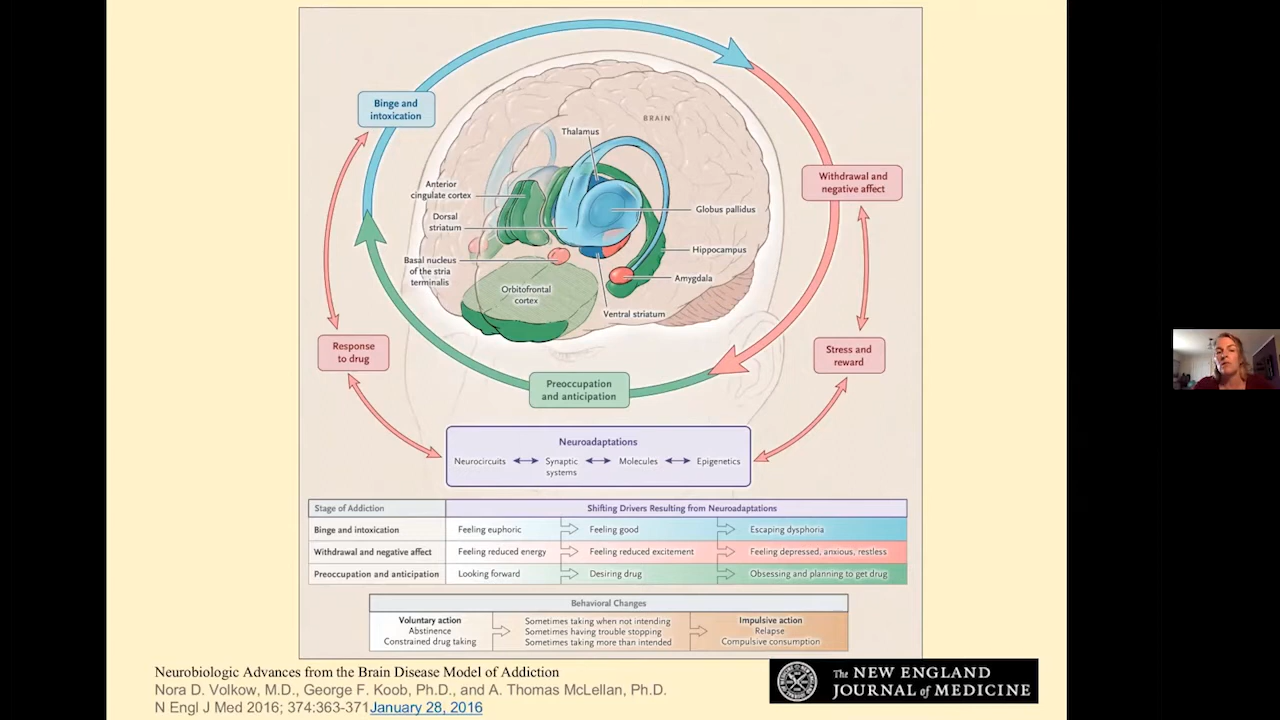 Binge and
intoxication
BRAIN
Thalamus
Anterior
cingulate cortex
Withdrawal and
negative affect
Dorsal
striatum
Globus pallidus
Basal nucleus
of the stria
terminalis
Hippocampus
Amygdala
Orbitofrontal
cortex
Ventral striatum
Response
to drug
Stress and
reward
Preoccupation
and anticipation
Neuroadaptations
Neurocircuits Synaptic systems Molecules Epigenetics
Stage of Addiction Shifting Drivers Resulting from Neuroadaptations
Binge and intoxication Feeling euphoric Feeling good Escaping dysphoria
Withdrawal and negative affect Feeling reduced energy Feeling reduced excitement Feeling depressed, anxious, restless
Preoccupation and anticipation Looking forward Desiring drug Obsessing and planning to get drug
Behavioral Changes
Voluntary action
Abstinence
Constrained drug taking
Sometimes taking when not intending
Sometimes having trouble stopping
Sometimes taking more than intended
Impulsive action
Relapse
Compulsive consumption
Neurobiologic Advances from the Brain Disease Model of Addiction
Nora D. Volkow, M.D., George F. Koob, Ph.D., and A. Thomas McLellan, Ph.D.
N Engl J Med 2016; 374:363-371January 28, 2016
The NEW ENGLAND
JOURNAL of MEDICINE